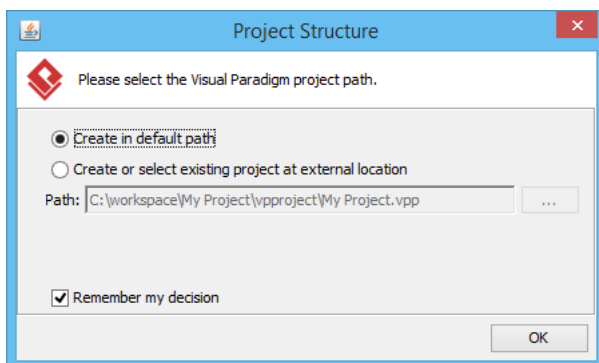 Project Structure
Please select the Visual Paradigm project path.
Create in default path
Create or select existing project at external location
Path: C:\workspace\My Project\vpproject\My Project.vpp ...
Remember my decision
OK